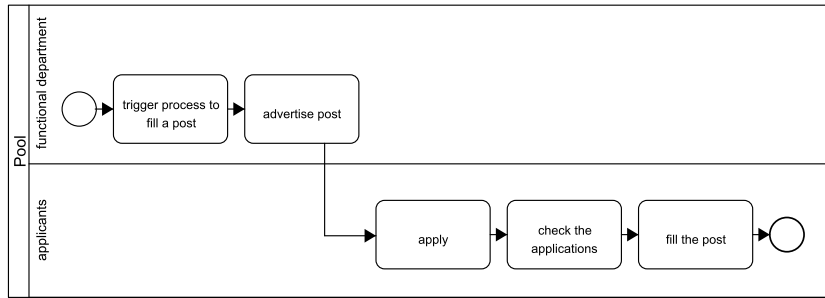 Pool
functional department
trigger process to
fill a post
advertise post
applicants
apply
check the
applications
fill the post